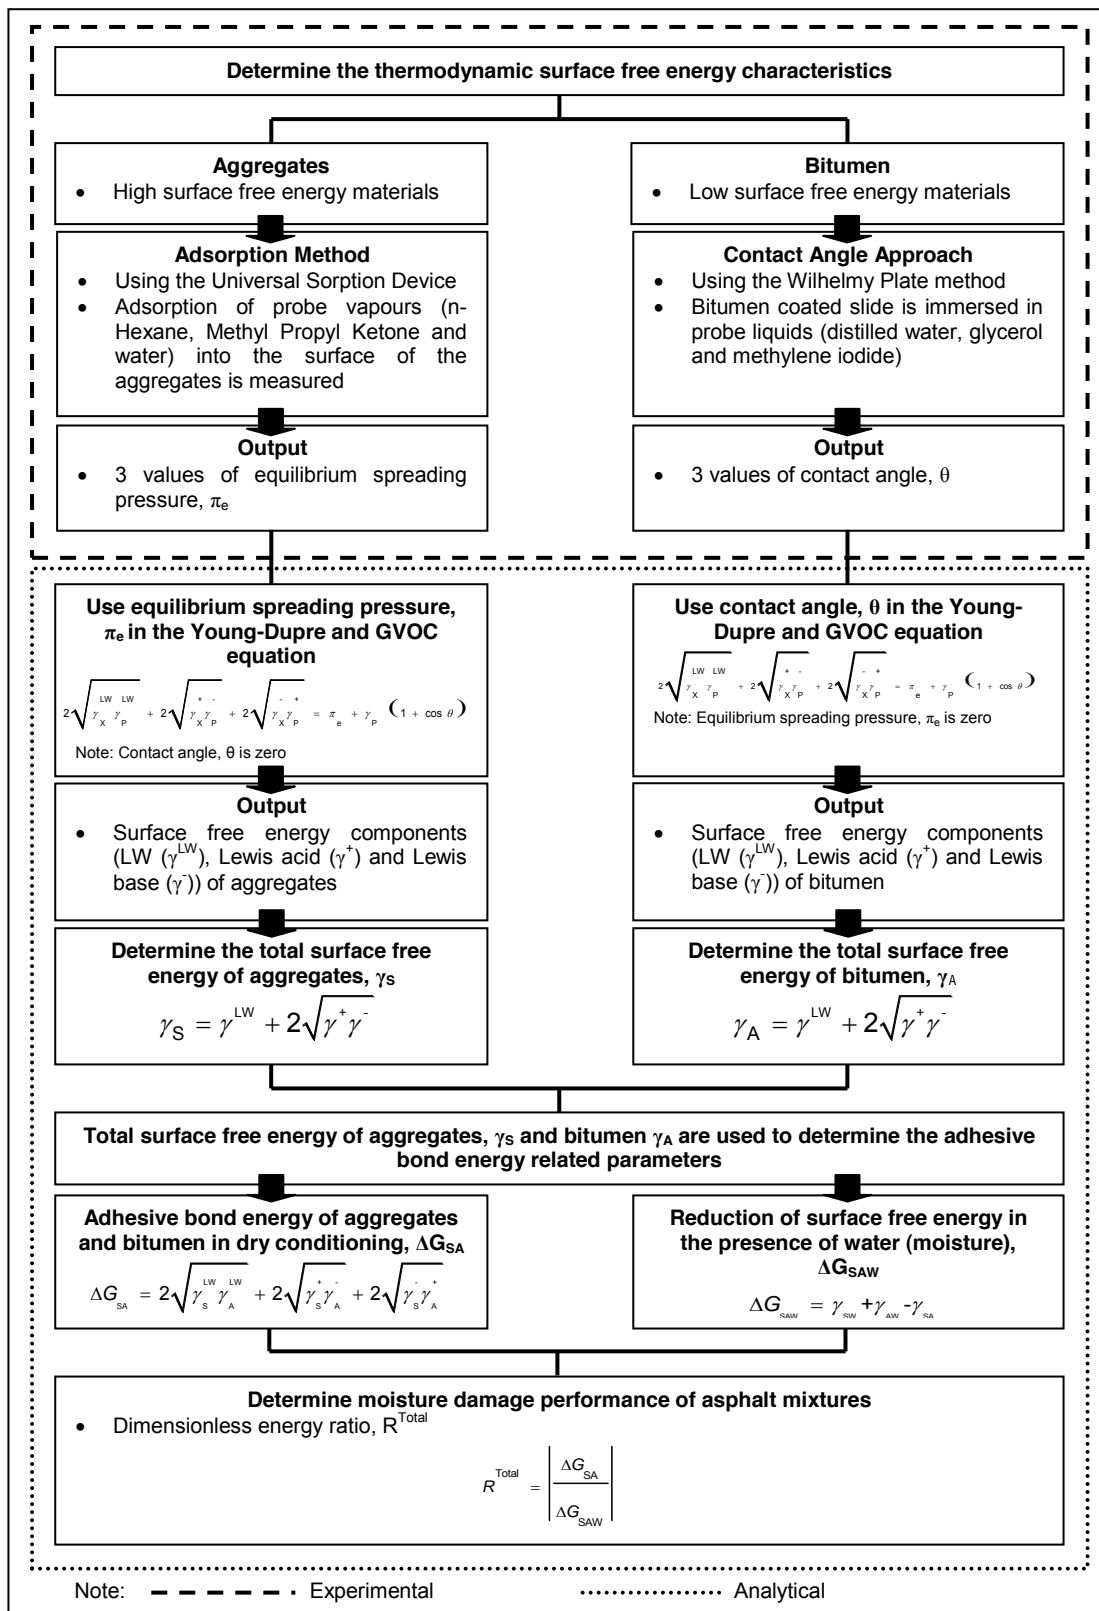 Determine the thermodynamic surface free energy characteristics
Aggregates
• High surface free energy materials
Bitumen
• Low surface free energy materials
Adsorption Method
• Using the Universal Sorption Device
• Adsorption of probe vapours (n-
Hexane, Methyl Propyl Ketone and
water) into the surface of the
aggregates is measured
Contact Angle Approach
• Using the Wilhelmy Plate method
• Bitumen coated slide is immersed in
probe liquids (distilled water, glycerol
and methylene iodide)
Output
• 3 values of equilibrium spreading
pressure, πe
Output
• 3 values of contact angle, θ
Use equilibrium spreading pressure,
πe in the Young-Dupre and GVOC
equation
2√(γX^LW γP^LW) + 2√(γX^+ γP^-) + 2√(γX^- γP^+) = πe + γP (1 + cos θ)
Note: Contact angle, θ is zero
Use contact angle, θ in the Young-
Dupre and GVOC equation
2√(γX^LW γP^LW) + 2√(γX^+ γP^-) + 2√(γX^- γP^+) = πe + γP (1 + cos θ)
Note: Equilibrium spreading pressure, πe is zero
Output
• Surface free energy components
(LW (γ^LW), Lewis acid (γ^+) and Lewis
base (γ^-)) of aggregates
Output
• Surface free energy components
(LW (γ^LW), Lewis acid (γ^+) and Lewis
base (γ^-)) of bitumen
Determine the total surface free
energy of aggregates, γS
γS = γ^LW + 2√(γ^+ γ^-)
Determine the total surface free
energy of bitumen, γA
γA = γ^LW + 2√(γ^+ γ^-)
Total surface free energy of aggregates, γS and bitumen γA are used to determine the adhesive
bond energy related parameters
Adhesive bond energy of aggregates
and bitumen in dry conditioning, ΔGSA
ΔGSA = 2√(γS^LW γA^LW) + 2√(γS^+ γA^-) + 2√(γS^- γA^+)
Reduction of surface free energy in
the presence of water (moisture),
ΔGSAW
ΔGSAW = γSW+γAW-γSA
Determine moisture damage performance of asphalt mixtures
• Dimensionless energy ratio, R^Total
R^Total = |ΔGSA / ΔGSAW|
Note: Experimental Analytical